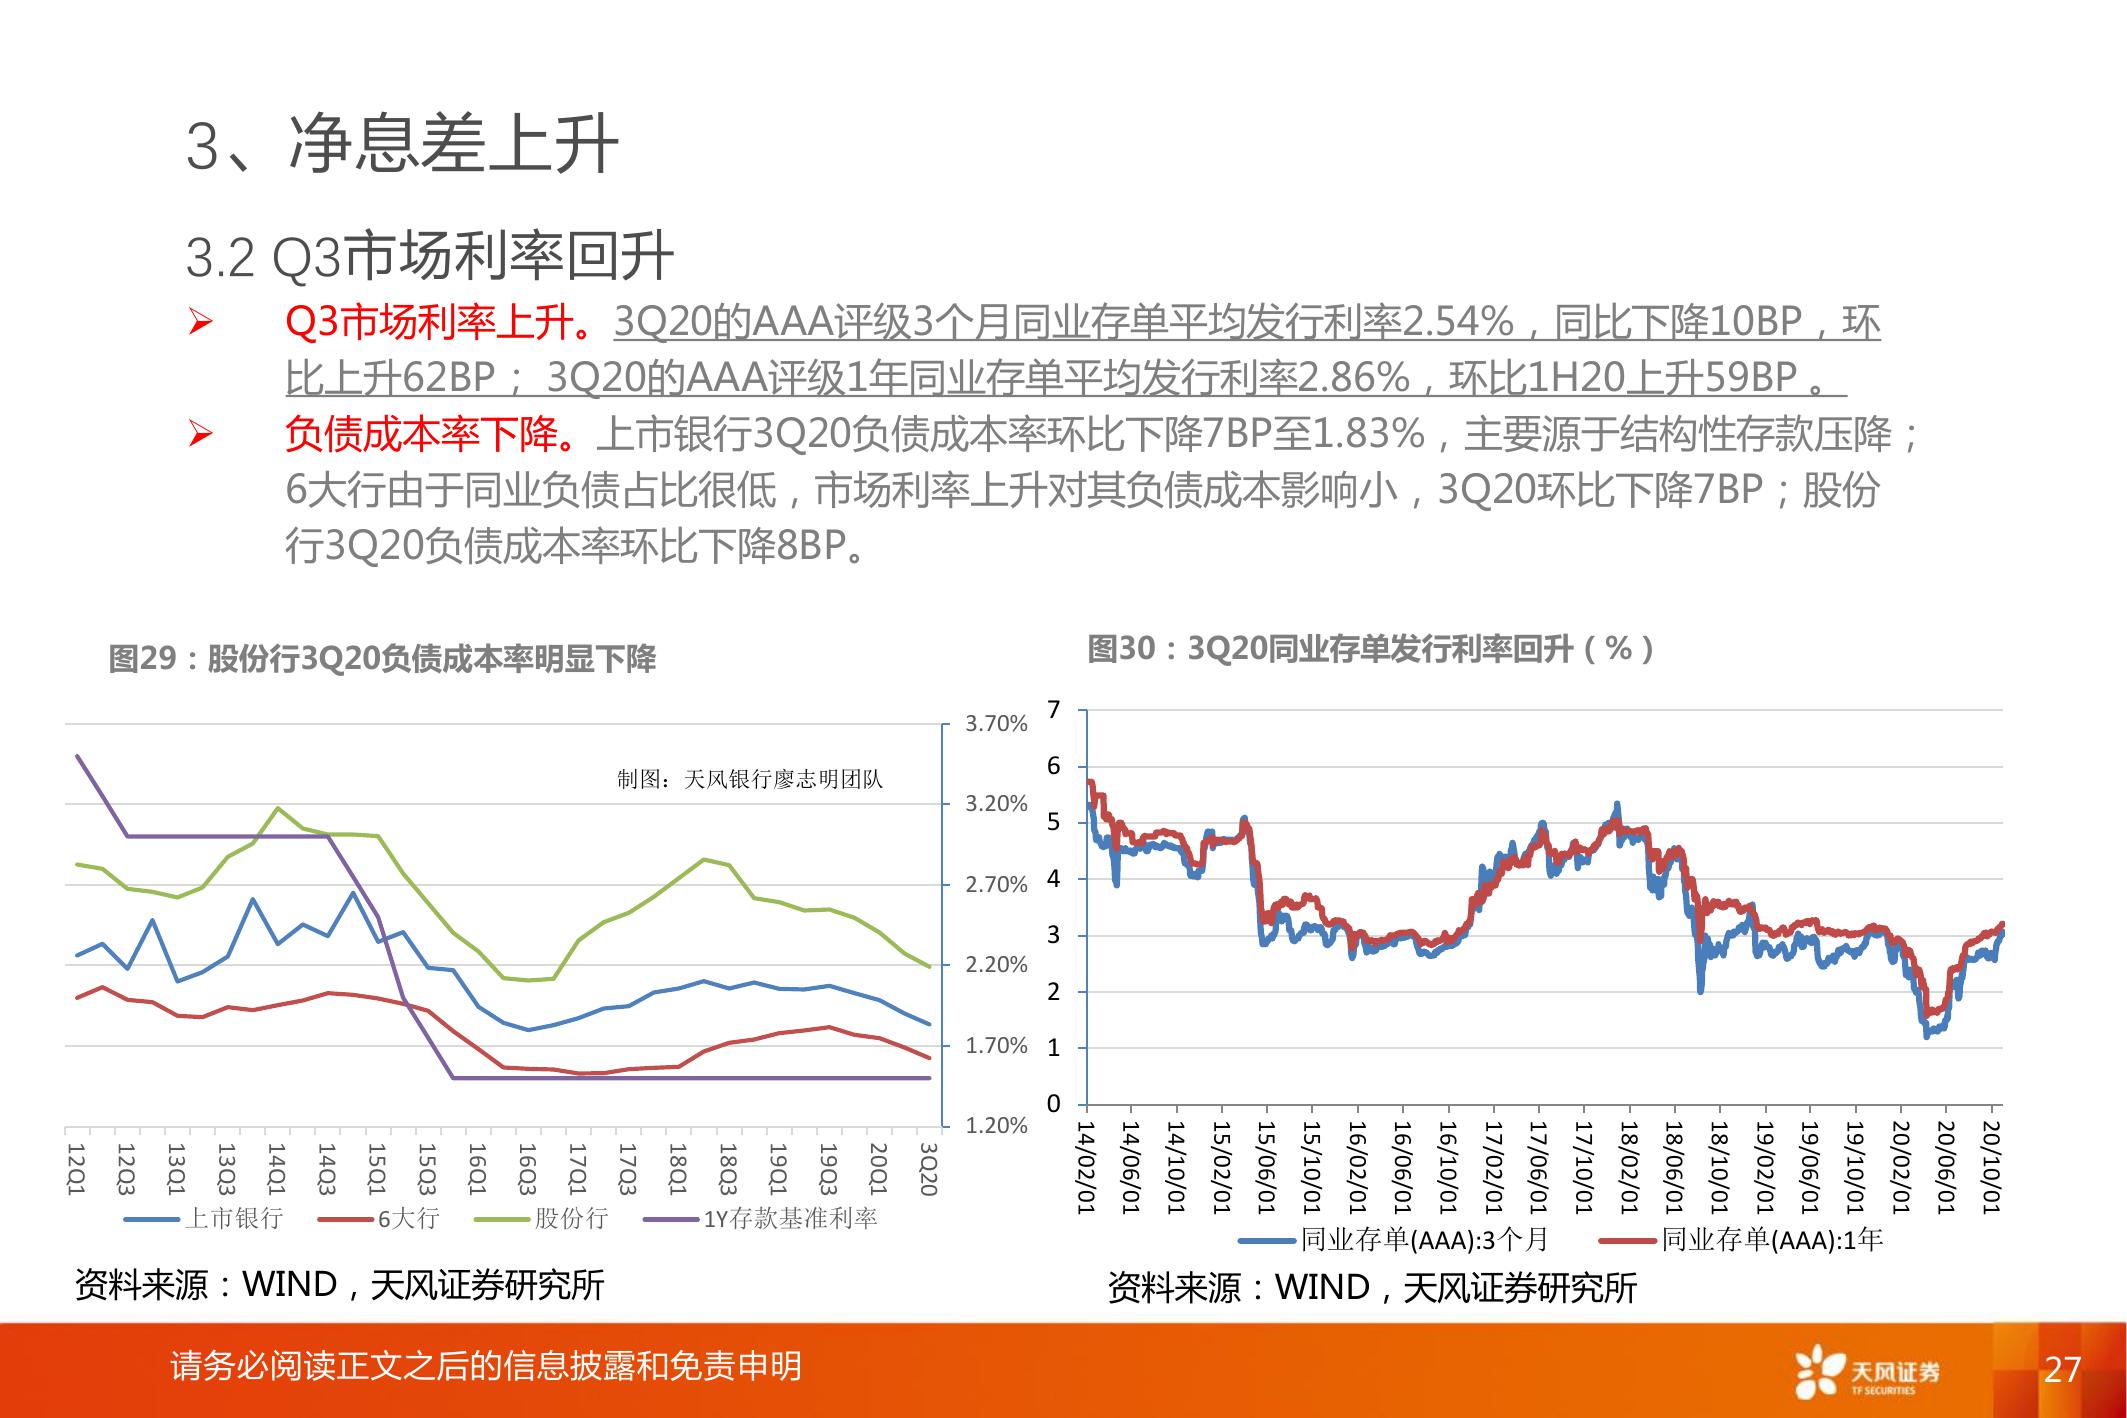 3、净息差上升
3.2 Q3市场利率回升
Q3市场利率上升。3Q20的AAA评级3个月同业存单平均发行利率2.54%，同比下降10BP，环
比上升62BP； 3Q20的AAA评级1年同业存单平均发行利率2.86%，环比1H20上升59BP 。
负债成本率下降。上市银行3Q20负债成本率环比下降7BP至1.83%，主要源于结构性存款压降；
6大行由于同业负债占比很低，市场利率上升对其负债成本影响小，3Q20环比下降7BP；股份
行3Q20负债成本率环比下降8BP。
图29：股份行3Q20负债成本率明显下降
制图：天风银行廖志明团队
3.70%
3.20%
2.70%
2.20%
1.70%
1.20%
12Q1
12Q3
13Q1
13Q3
14Q1
14Q3
15Q1
15Q3
16Q1
16Q3
17Q1
17Q3
18Q1
18Q3
19Q1
19Q3
20Q1
3Q20
上市银行 6大行 股份行 1Y存款基准利率
资料来源：WIND，天风证券研究所
图30：3Q20同业存单发行利率回升（%）
7
6
5
4
3
2
1
0
14/02/01
14/06/01
14/10/01
15/02/01
15/06/01
15/10/01
16/02/01
16/06/01
16/10/01
17/02/01
17/06/01
17/10/01
18/02/01
18/06/01
18/10/01
19/02/01
19/06/01
19/10/01
20/02/01
20/06/01
20/10/01
同业存单(AAA):3个月 同业存单(AAA):1年
资料来源：WIND，天风证券研究所
请务必阅读正文之后的信息披露和免责申明
天风证券
TF SECURITIES
27